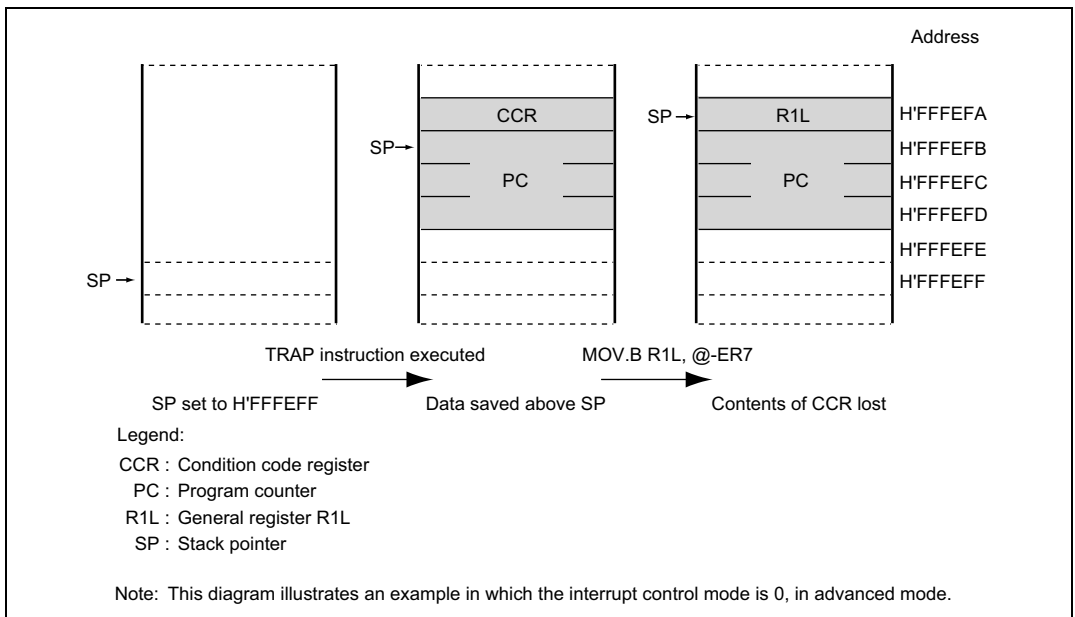 Address
CCR
SP
R1L
H'FFFEFA
SP
H'FFFEFB
PC
PC
H'FFFEFC
H'FFFEFD
H'FFFEFE
SP
H'FFFEFF
TRAP instruction executed
MOV.B R1L, @-ER7
SP set to H'FFFEFF
Data saved above SP
Contents of CCR lost
Legend:
CCR : Condition code register
PC : Program counter
R1L : General register R1L
SP : Stack pointer
Note: This diagram illustrates an example in which the interrupt control mode is 0, in advanced mode.